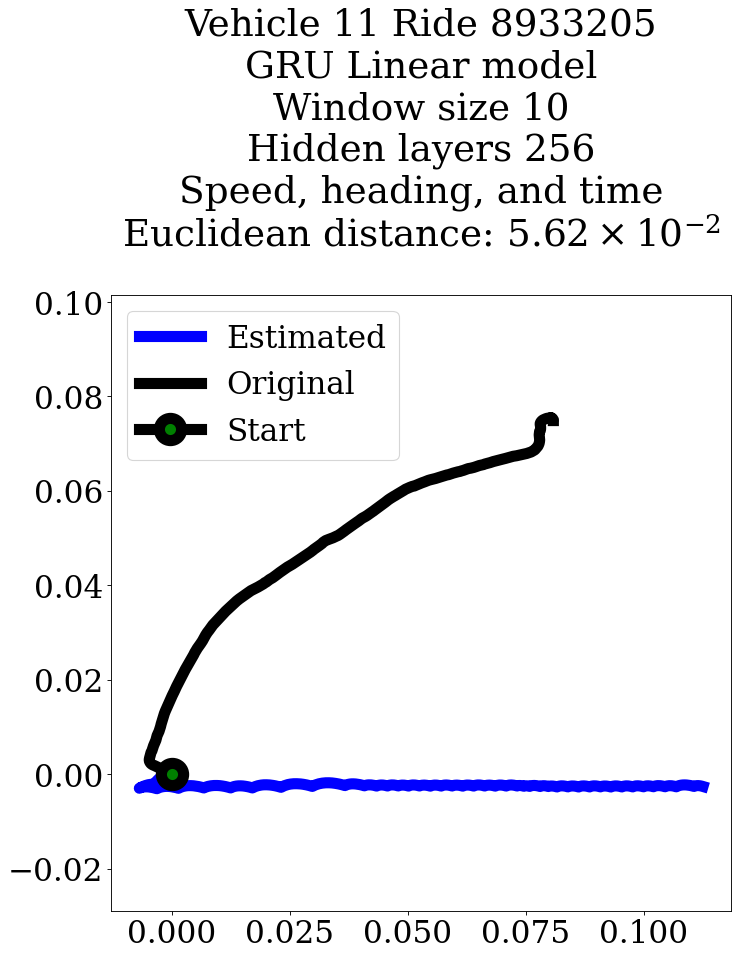 Vehicle 11 Ride 8933205
GRU Linear model
Window size 10
Hidden layers 256
Speed, heading, and time
Euclidean distance: 5.62 × 10⁻²
Estimated
Original
Start
0.10
0.08
0.06
0.04
0.02
0.00
−0.02
0.000 0.025 0.050 0.075 0.100